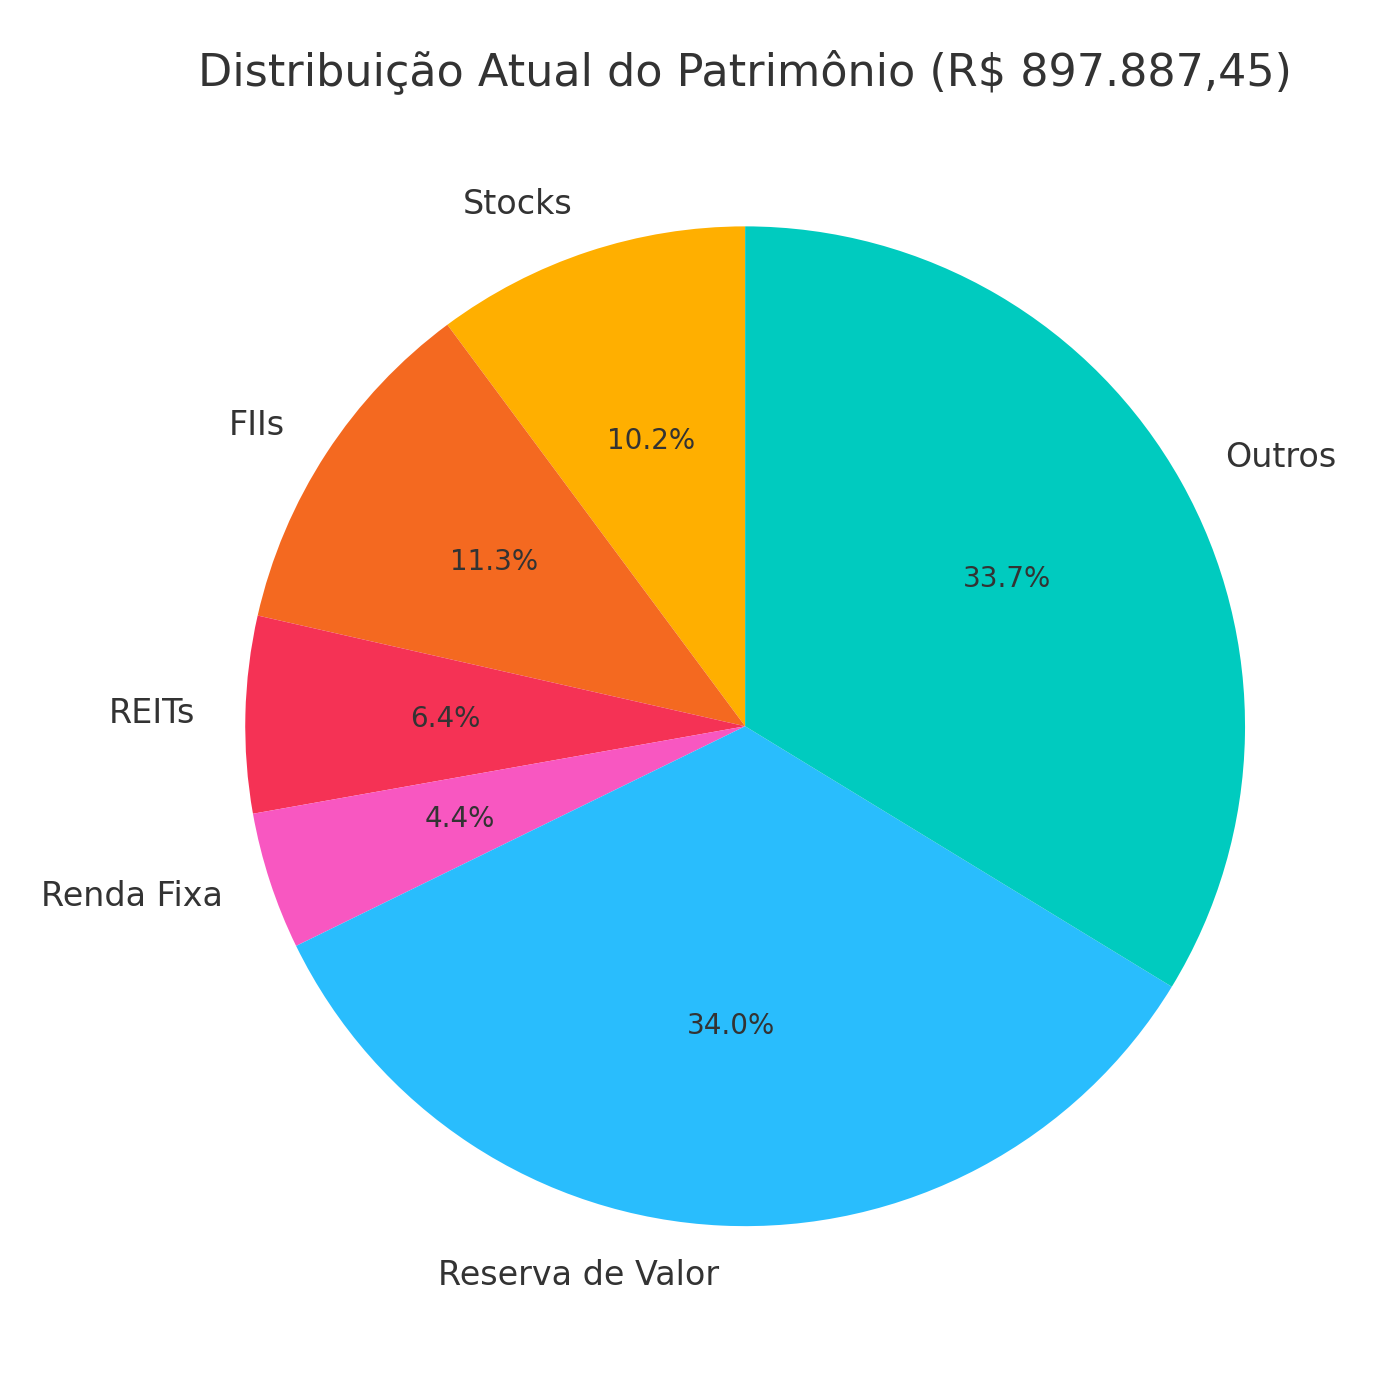 Distribuição Atual do Patrimônio (R$ 897.887,45)
Stocks
FIIs
10.2%
Outros
11.3%
33.7%
REITs
6.4%
4.4%
Renda Fixa
34.0%
Reserva de Valor